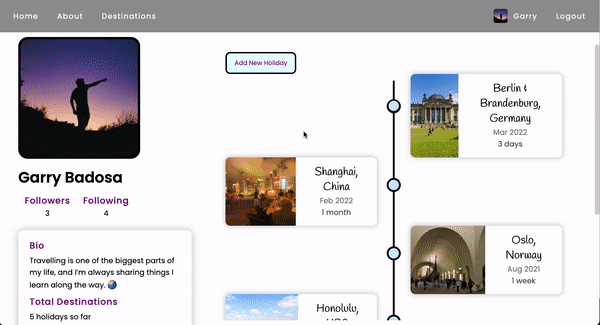 Home About Destinations Garry Logout
Add New Holiday
Berlin &
Brandenburg,
Germany
Mar 2022
3 days
Garry Badosa
Followers Following
3 4
Shanghai,
China
Feb 2022
1 month
Bio
Travelling is one of the biggest parts of
my life, and I'm always sharing things I
learn along the way. 🌏
Total Destinations
5 holidays so far
Oslo,
Norway
Aug 2021
1 week
Honolulu,